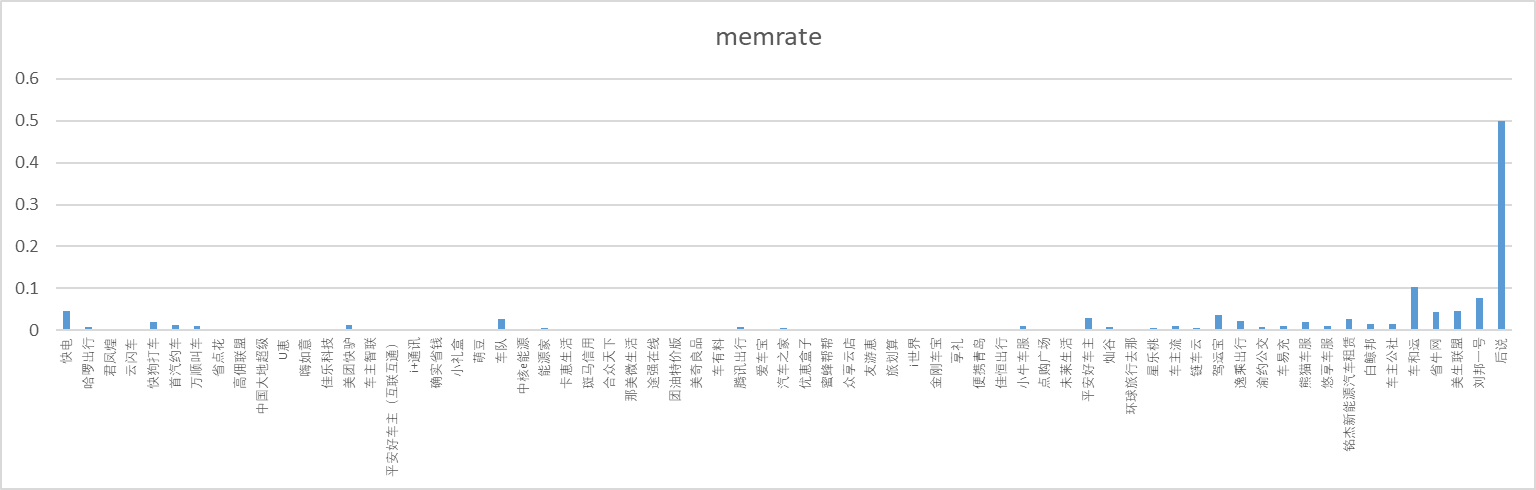 memrate
0.6
0.5
0.4
0.3
0.2
0.1
0
快电
哈啰出行
君凤煌
云闪车
快狗打车
首汽约车
万顺叫车
省点花
高佣联盟
中国大地超级
U惠
嗨如意
佳乐科技
美团快驴
车主智联
平安好车主（互联互通）
i+通讯
确实省钱
小礼盒
萌豆
车队
中核e能源
能源家
卡惠生活
斑马信用
合众天下
那美微生活
途强在线
团油特价版
美奇良品
车有料
腾讯出行
爱车宝
汽车之家
优惠盒子
蜜蜂帮帮
众享云店
友游惠
旅划算
i世界
金刚车宝
享礼
便携青鸟
佳恒出行
小牛车服
点购广场
未莱生活
平安好车主
灿谷
环球旅行去那
星乐桃
车主流
链车云
驾运宝
逸乘出行
渝约公交
车易充
熊猫车服
悠享车服
铭杰新能源汽车租赁
白鲸邦
车主公社
车和运
省牛网
美生联盟
刘邦一号
后说